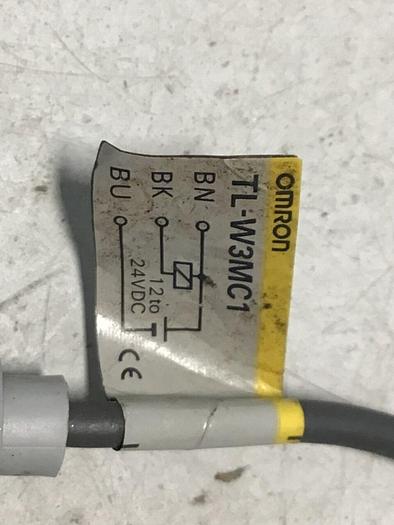 OMRON
TL-W3MC1
BN
BK
BU
12 to
24VDC
CE